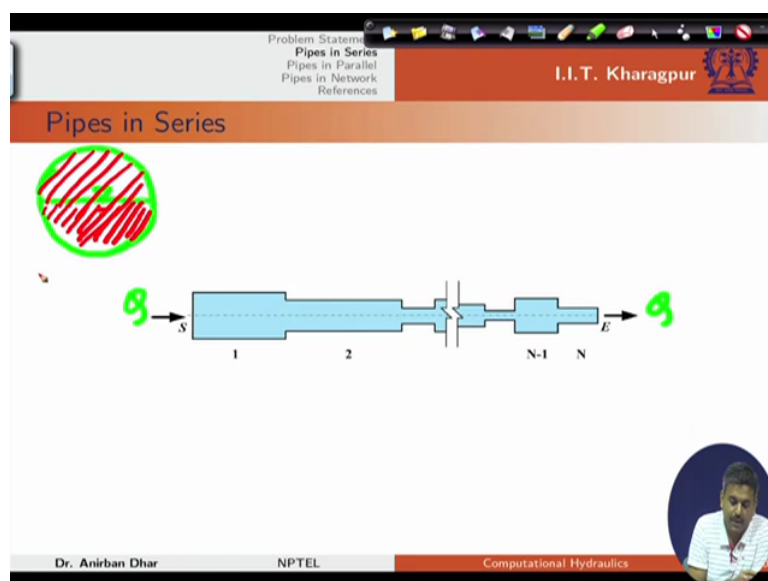 Problem Stateme
Pipes in Series
Pipes in Parallel
Pipes in Network
References
I.I.T. Kharagpur
Pipes in Series
Q
S
E
Q
1
2
N-1
N
Dr. Anirban Dhar
NPTEL
Computational Hydraulics